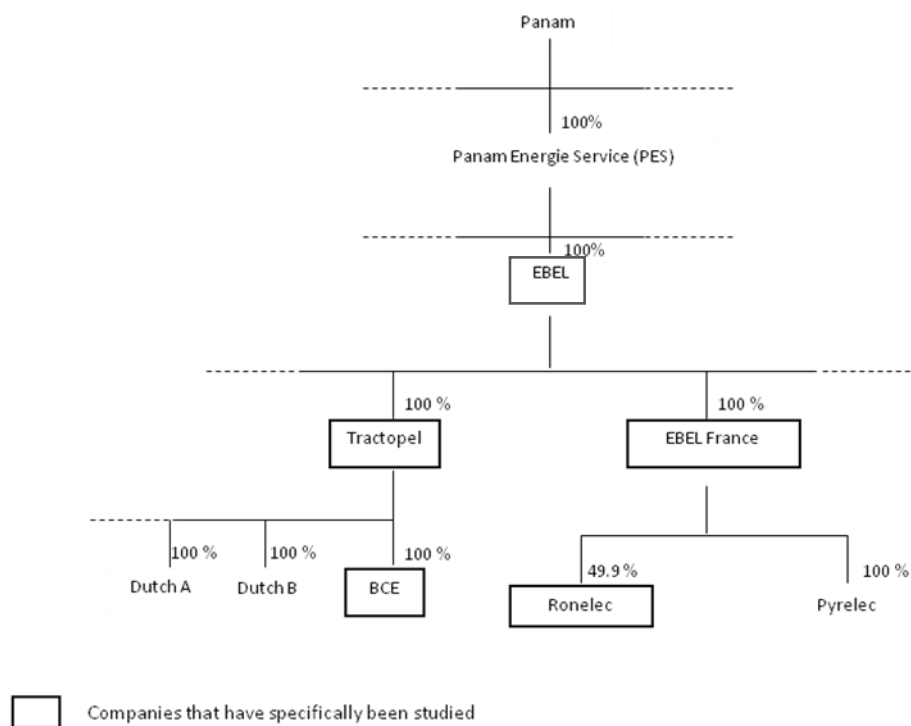 Panam
100%
Panam Energie Service (PES)
100%
EBEL
100 %
100 %
Tractopel
EBEL France
100 %
100 %
100 %
49.9 %
100 %
Dutch A
Dutch B
BCE
Ronelec
Pyrelec
Companies that have specifically been studied